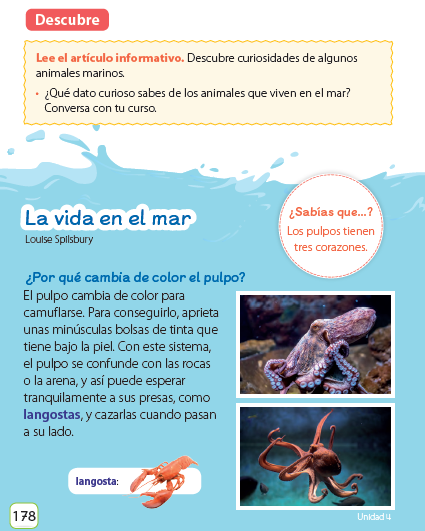 Descubre
Lee el artículo informativo. Descubre curiosidades de algunos
animales marinos.
• ¿Qué dato curioso sabes de los animales que viven en el mar?
Conversa con tu curso.
La vida en el mar
Louise Spilsbury
¿Sabías que...?
Los pulpos tienen
tres corazones.
¿Por qué cambia de color el pulpo?
El pulpo cambia de color para
camuflarse. Para conseguirlo, aprieta
unas minúsculas bolsas de tinta que
tiene bajo la piel. Con este sistema,
el pulpo se confunde con las rocas
o la arena, y así puede esperar
tranquilamente a sus presas, como
langostas, y cazarlas cuando pasan
a su lado.
langosta:
178
Unidad 4